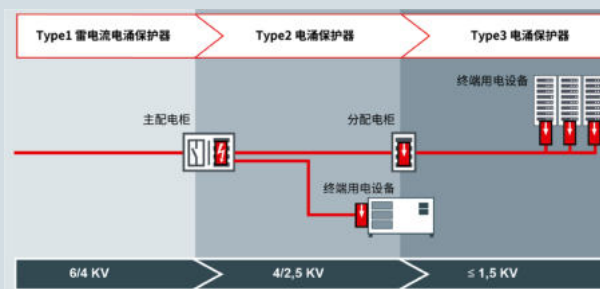 Type1 雷电流电涌保护器
Type2 电涌保护器
Type3 电涌保护器
终端用电设备
主配电柜
分配电柜
终端用电设备
6/4 KV
4/2,5 KV
≤ 1,5 KV